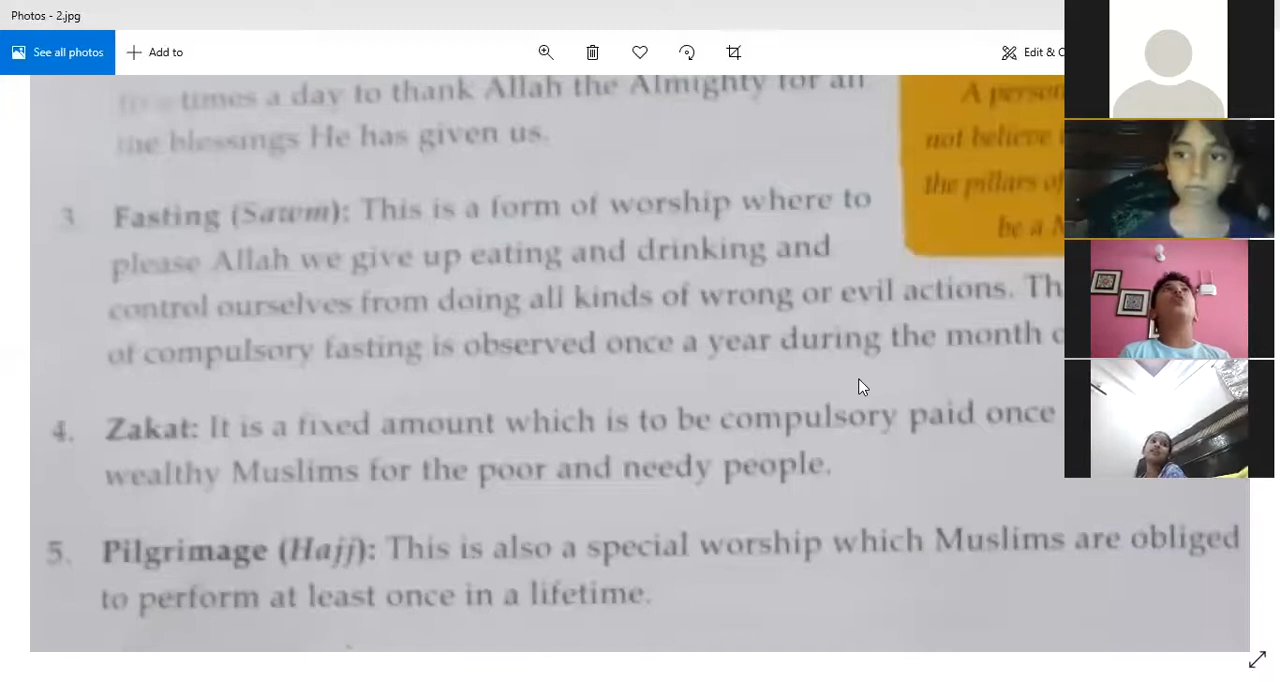 Photos - 2.jpg
See all photos
Add to
Edit & C
times a day to thank Allah the Almighty for all
the blessings He has given us.
A person
not believe
the pillars of
be a M
3. Fasting (Sawm): This is a form of worship where to
please Allah we give up eating and drinking and
control ourselves from doing all kinds of wrong or evil actions. Th
of compulsory fasting is observed once a year during the month o
4. Zakat: It is a fixed amount which is to be compulsory paid once
wealthy Muslims for the poor and needy people.
5. Pilgrimage (Hajj): This is also a special worship which Muslims are obliged
to perform at least once in a lifetime.